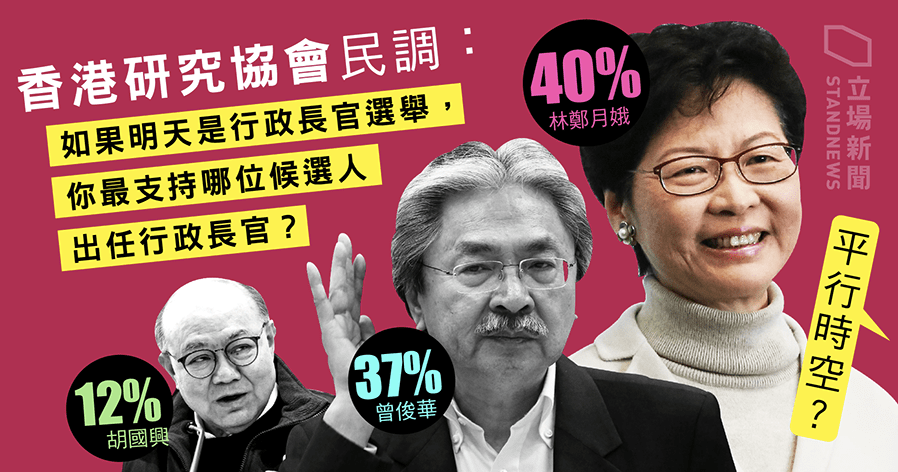 香港研究協會民調：
如果明天是行政長官選舉，
你最支持哪位候選人
出任行政長官？
40%
林鄭月娥
37%
曾俊華
12%
胡國興
立場新聞
STANDNEWS
平行時空？